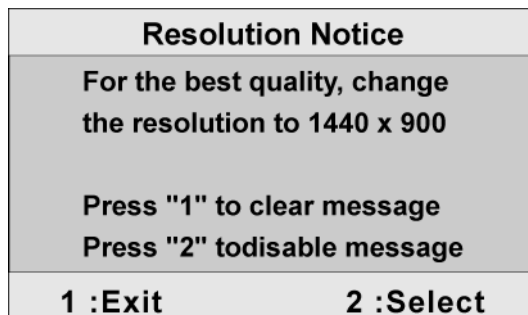 Resolution Notice
For the best quality, change
the resolution to 1440 x 900
Press "1" to clear message
Press "2" todisable message
1 :Exit 2 :Select